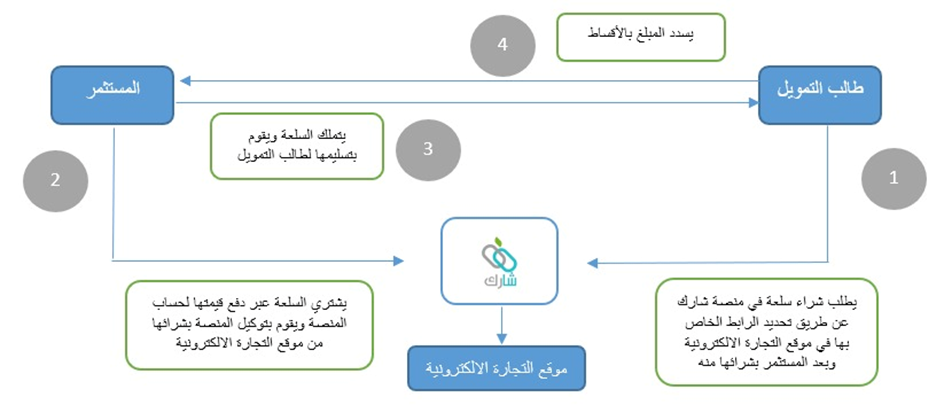 يسدد المبلغ بالأقساط
4
طالب التمويل
المستثمر
يتملك السلعة ويقوم
بتسليمها لطالب التمويل
3
1
2
شارك
يطلب شراء سلعة في منصة شارك
عن طريق تحديد الرابط الخاص
بها في موقع التجارة الالكترونية
وبعد المستثمر بشرائها منه
يشتري السلعة عبر دفع قيمتها لحساب
المنصة ويقوم بتوكيل المنصة بشرائها
من موقع التجارة الالكترونية
موقع التجارة الالكترونية